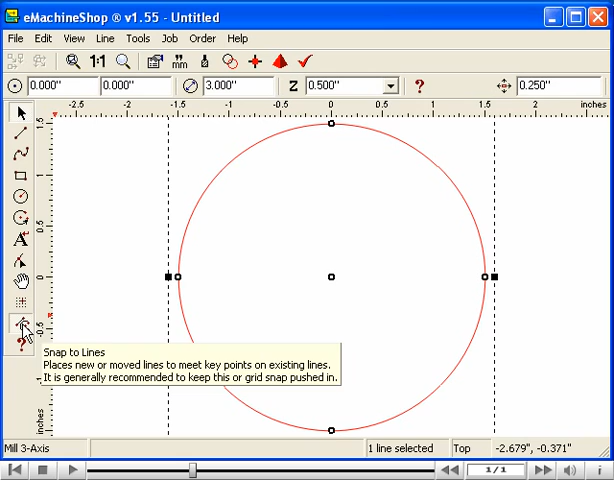 eMachineShop ® v1.55 - Untitled
File Edit View Line Tools Job Order Help
1:1 mm
0.000" 0.000" 3.000" Z 0.500" ? 0.250"
-2.5 -2 -1.5 -1 -0.5 0 0.5 1 1.5 2 inches
1.5
1
0.5
0
-0.5
A
?
Snap to Lines
Places new or moved lines to meet key points on existing lines.
It is generally recommended to keep this or grid snap pushed in.
inches
Mill 3-Axis 1 line selected Top -2.679", -0.371"
1/1 i